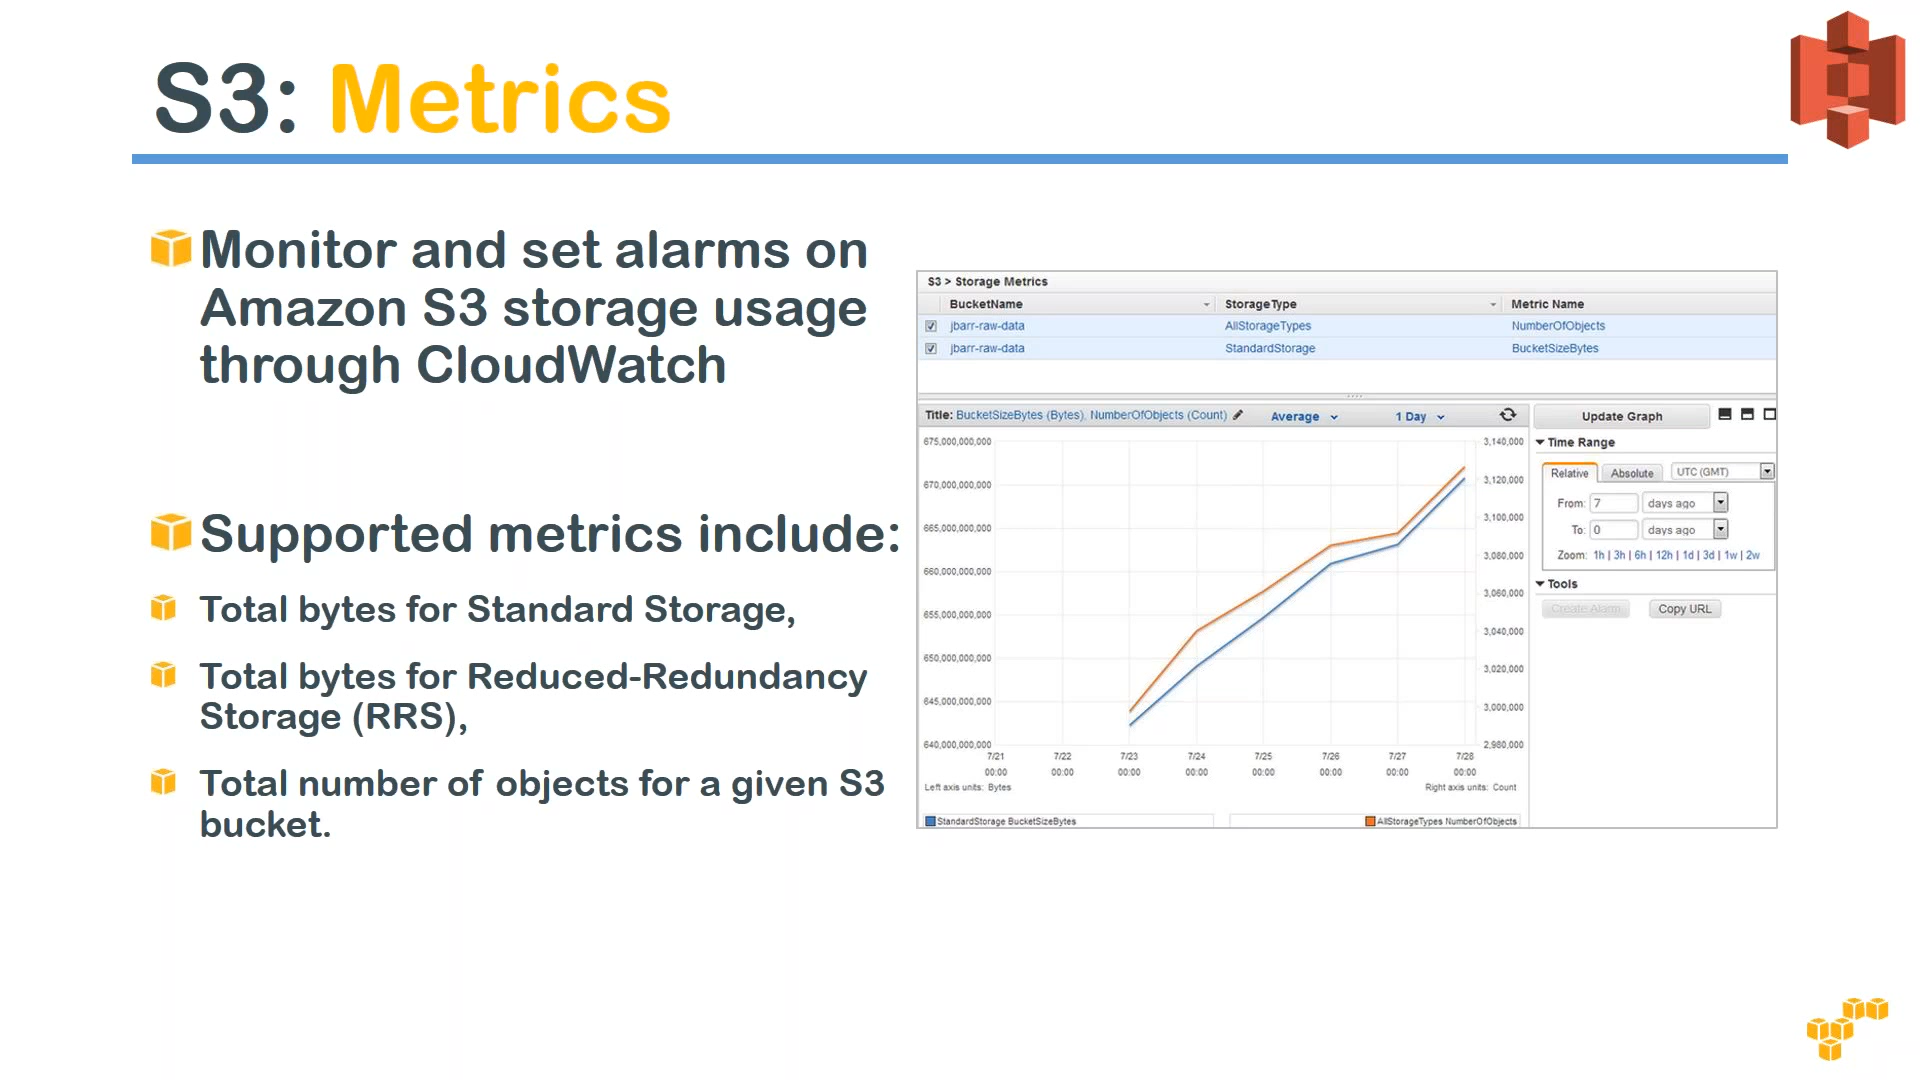 S3: Metrics
Monitor and set alarms on
Amazon S3 storage usage
through CloudWatch
Supported metrics include:
Total bytes for Standard Storage,
Total bytes for Reduced-Redundancy
Storage (RRS),
Total number of objects for a given S3
bucket.
S3 > Storage Metrics
BucketName StorageType Metric Name
jbarr-raw-data AllStorageTypes NumberOfObjects
jbarr-raw-data StandardStorage BucketSizeBytes
Title: BucketSizeBytes (Bytes), NumberOfObjects (Count) Average 1 Day
675,000,000,000
670,000,000,000
665,000,000,000
660,000,000,000
655,000,000,000
650,000,000,000
645,000,000,000
640,000,000,000
3,140,000
3,120,000
3,100,000
3,080,000
3,060,000
3,040,000
3,020,000
3,000,000
2,980,000
7/21 7/22 7/23 7/24 7/25 7/26 7/27 7/28
00:00 00:00 00:00 00:00 00:00 00:00 00:00 00:00
Left axis units: Bytes Right axis units: Count
StandardStorage BucketSizeBytes AllStorageTypes NumberOfObjects
Update Graph
Time Range
Relative Absolute UTC (GMT)
From: 7 days ago
To: 0 days ago
Zoom: 1h | 3h | 6h | 12h | 1d | 3d | 1w | 2w
Tools
Create Alarm Copy URL